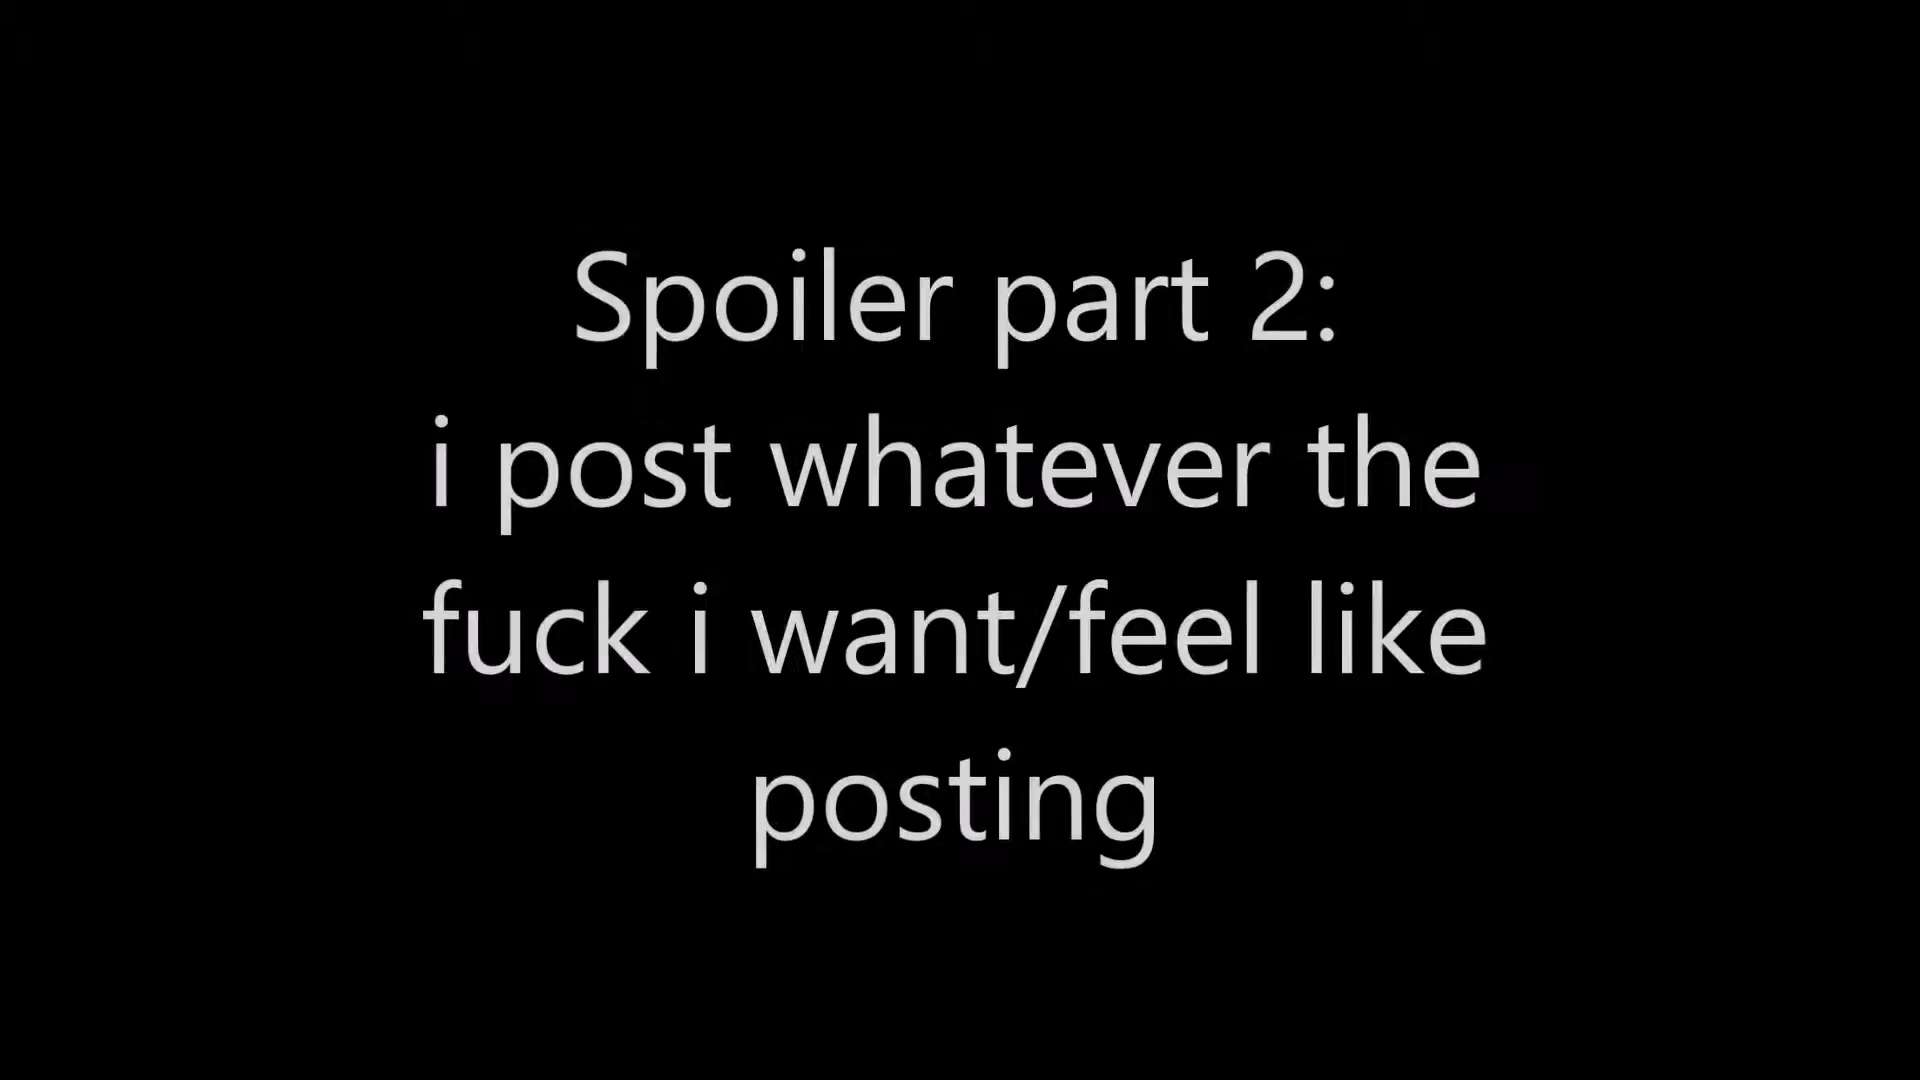 Spoiler part 2:
i post whatever the
fuck i want/feel like
posting